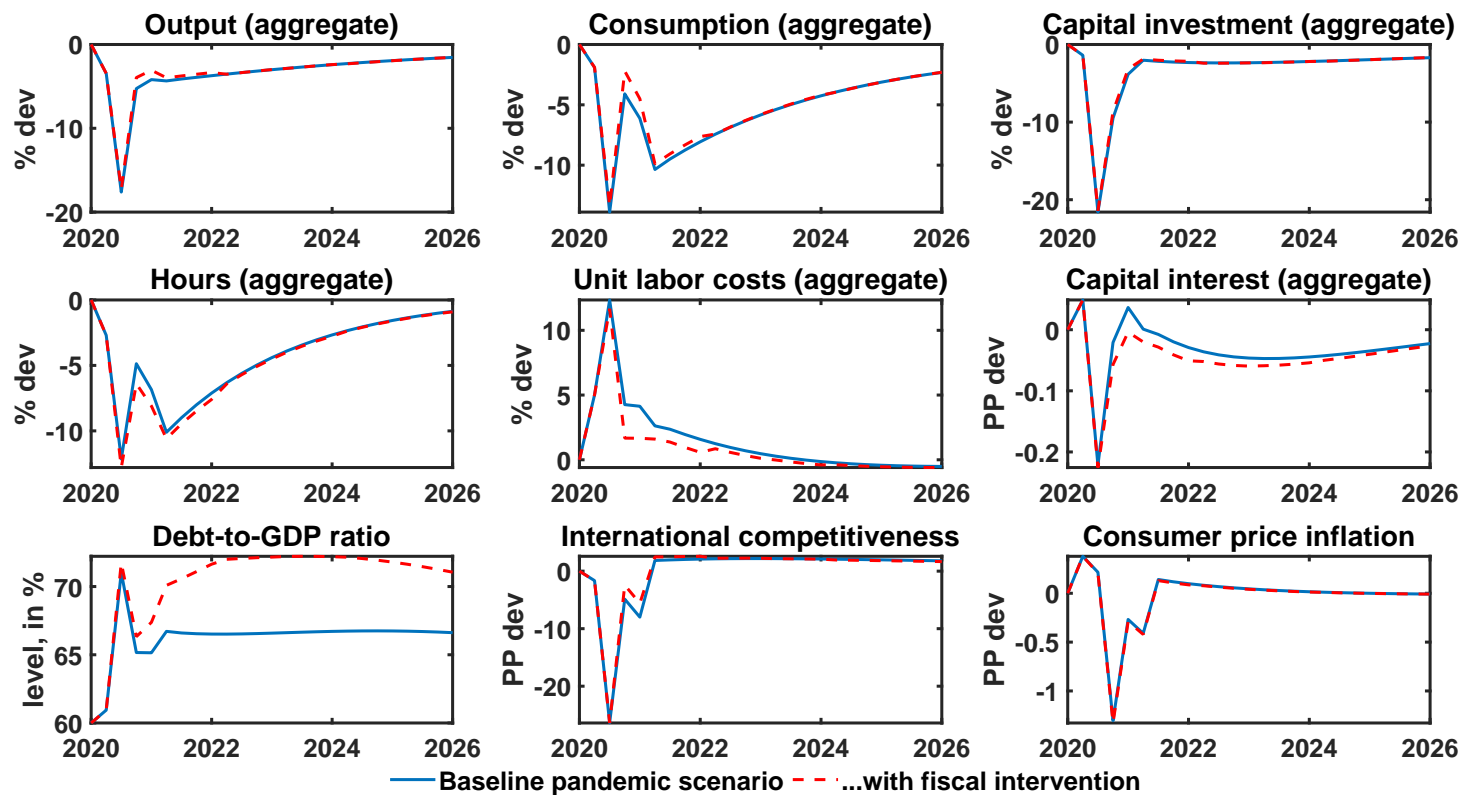 Output (aggregate)
Consumption (aggregate)
Capital investment (aggregate)
% dev
0
-10
-20
2020 2022 2024 2026
% dev
0
-5
-10
2020 2022 2024 2026
% dev
0
-10
-20
2020 2022 2024 2026
Hours (aggregate)
Unit labor costs (aggregate)
Capital interest (aggregate)
% dev
0
-5
-10
2020 2022 2024 2026
% dev
10
5
0
2020 2022 2024 2026
PP dev
0
-0.1
-0.2
2020 2022 2024 2026
Debt-to-GDP ratio
International competitiveness
Consumer price inflation
level, in %
70
65
60
2020 2022 2024 2026
PP dev
0
-10
-20
2020 2022 2024 2026
PP dev
0
-0.5
-1
2020 2022 2024 2026
Baseline pandemic scenario ...with fiscal intervention